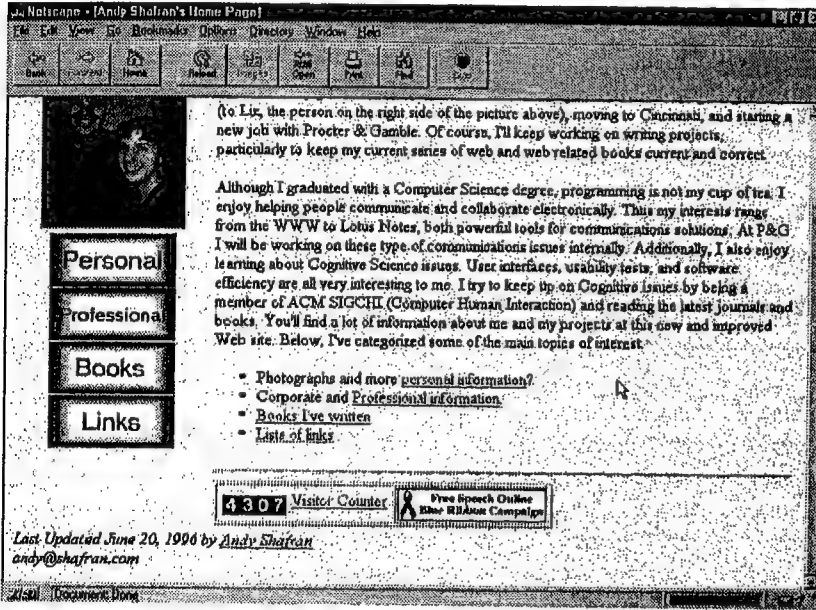 Netscape - [Andy Shafran's Home Page]
File Edit View Go Bookmarks Options Directory Window Help
Back Forward Home Reload Images Open Print Find Stop
(to Liz, the person on the right side of the picture above), moving to Cincinnati, and starting a
new job with Procter & Gamble. Of course, I'll keep working on writing projects,
particularly to keep my current series of web and web related books current and correct.
Although I graduated with a Computer Science degree, programming is not my cup of tea. I
enjoy helping people communicate and collaborate electronically. Thus my interests range
from the WWW to Lotus Notes, both powerful tools for communications solutions. At P&G
I will be working on these type of communications issues internally. Additionally, I also enjoy
learning about Cognitive Science issues. User interfaces, usability tests, and software
efficiency are all very interesting to me. I try to keep up on Cognitive Issues by being a
member of ACM SIGCHI (Computer Human Interaction) and reading the latest journals and
books. You'll find a lot of information about me and my projects at this new and improved
Web site. Below, I've categorized some of the main topics of interest.
Personal
Professional
Books
Links
Photographs and more personal information?
Corporate and Professional information.
Books I've written
Lists of links
4307 Visitor Counter
Free Speech Online
Blue Ribbon Campaign
Last Updated June 20, 1996 by Andy Shafran
andy@shafran.com
Document: Done